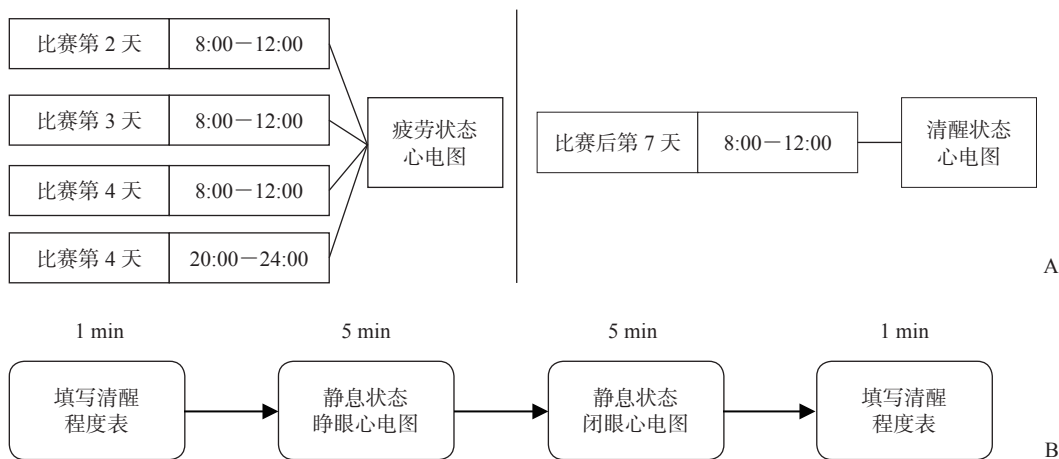 比赛第 2 天 8:00－12:00
比赛第 3 天 8:00－12:00
比赛第 4 天 8:00－12:00
比赛第 4 天 20:00－24:00
疲劳状态
心电图
比赛后第 7 天 8:00－12:00
清醒状态
心电图
A
1 min
5 min
5 min
1 min
填写清醒
程度表
静息状态
睁眼心电图
静息状态
闭眼心电图
填写清醒
程度表
B